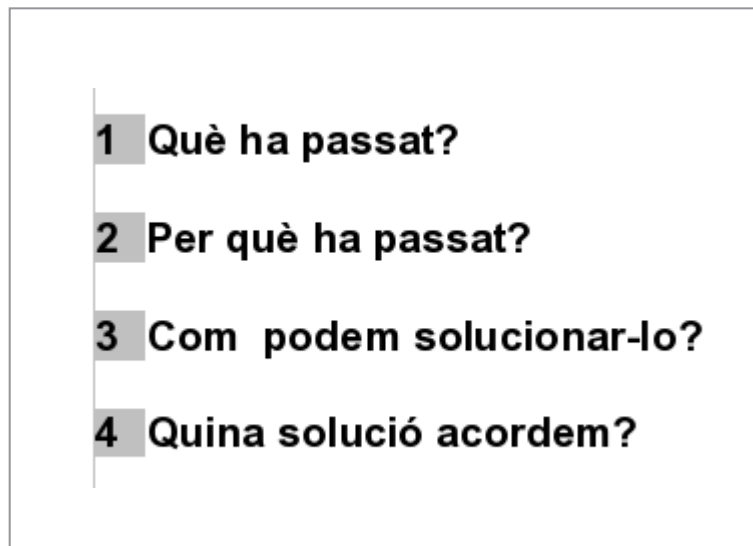 1 Què ha passat?
2 Per què ha passat?
3 Com  podem solucionar-lo?
4 Quina solució acordem?